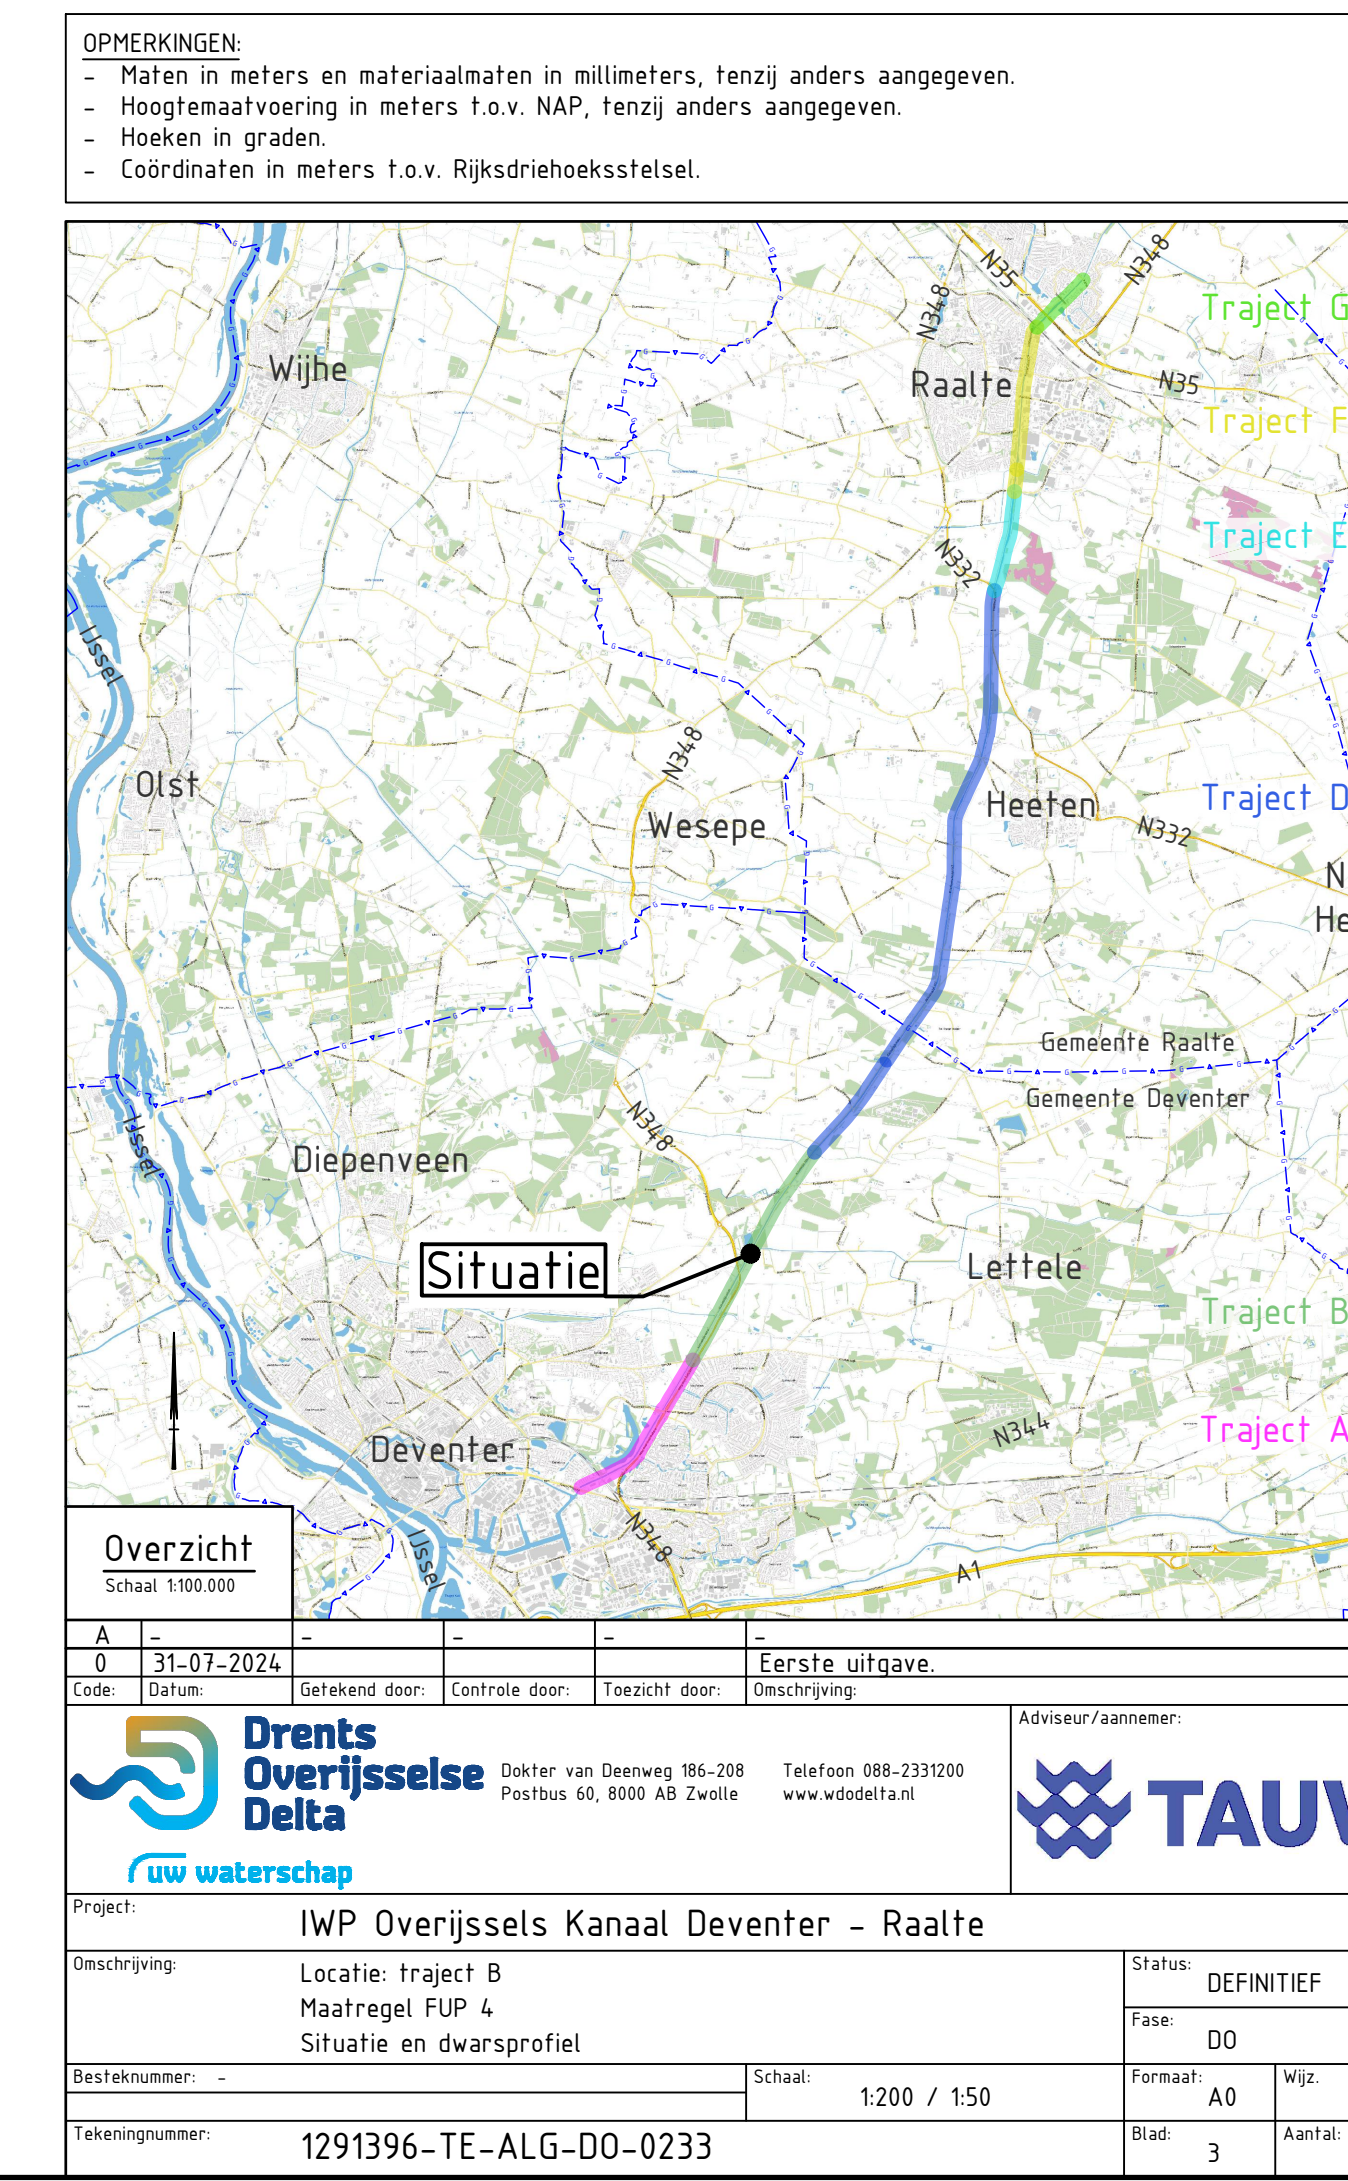 OPMERKINGEN:
- Maten in meters en materiaalmaten in millimeters, tenzij anders aangegeven.
- Hoogtemaatvoering in meters t.o.v. NAP, tenzij anders aangegeven.
- Hoeken in graden.
- Coördinaten in meters t.o.v. Rijksdriehoeksstelsel.
N35
N348
N348
Traject G
Wijhe
Raalte
N35
Traject F
Traject E
N332
IJssel
N348
Olst
Traject D
Heeten
Wesepe
N332
Gemeente Raalte
Gemeente Deventer
N348
IJssel
Diepenveen
Situatie
Lettele
Traject B
N344
Traject A
Deventer
N348
IJssel
A1
Overzicht
Schaal 1:100.000
A - - - - -
0 31-07-2024 Eerste uitgave.
Code: Datum: Getekend door: Controle door: Toezicht door: Omschrijving:
Adviseur/aannemer:
Drents
Overijsselse
Delta
uw waterschap
Dokter van Deenweg 186-208 Telefoon 088-2331200
Postbus 60, 8000 AB Zwolle www.wdodelta.nl
TAUW
Project: IWP Overijssels Kanaal Deventer - Raalte
Omschrijving: Locatie: traject B
Maatregel FUP 4
Situatie en dwarsprofiel
Status: DEFINITIEF
Fase: DO
Besteknummer: -
Schaal: 1:200 / 1:50
Formaat: A0
Wijz.
Tekeningnummer: 1291396-TE-ALG-DO-0233
Blad: 3
Aantal: